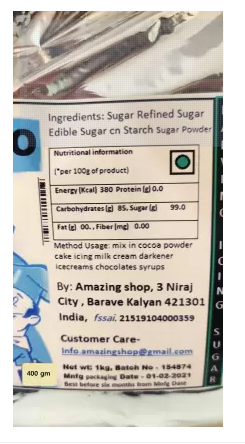 Ingredients: Sugar Refined Sugar
Edible Sugar cn Starch Sugar Powder
Nutritional information
(*per 100g of product)
Energy (Kcal) 380 Protein (g) 0.0
Carbohydrates (g) 85, Sugar (g) 99.0
Fat (g) 00. , Fiber (mg) 0.00
Method Usage: mix in cocoa powder
cake icing milk cream darkener
icecreams chocolates syrups
By: Amazing shop, 3 Niraj
City , Barave Kalyan 421301
India, fssai. 21519104000359
Customer Care-
info.amazingshop@gmail.com
Net wt: 1kg, Batch No - 154874
Mnfg packaging Date - 01-02-2021
Best before six months from Mnfg Date
400 gm
ICING
SUGAR